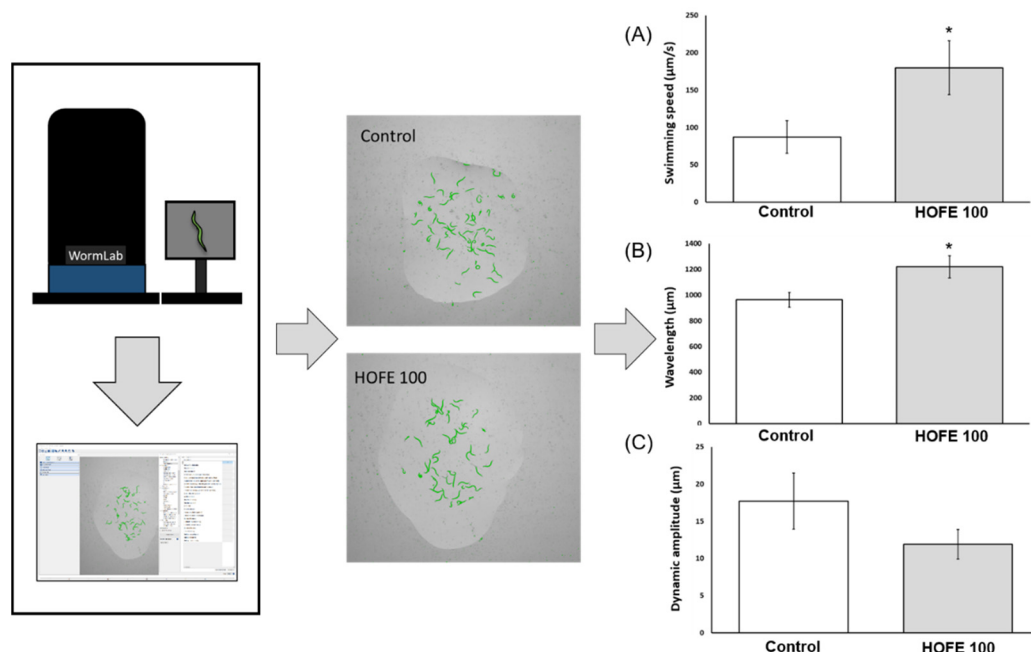 WormLab
Control
HOFE 100
(A)
Swimming speed (µm/s)
250
200
150
100
50
0
*
Control
HOFE 100
(B)
Wavelength (µm)
1400
1200
1000
800
600
400
200
0
*
Control
HOFE 100
(C)
Dynamic amplitude (µm)
25
20
15
10
5
0
Control
HOFE 100